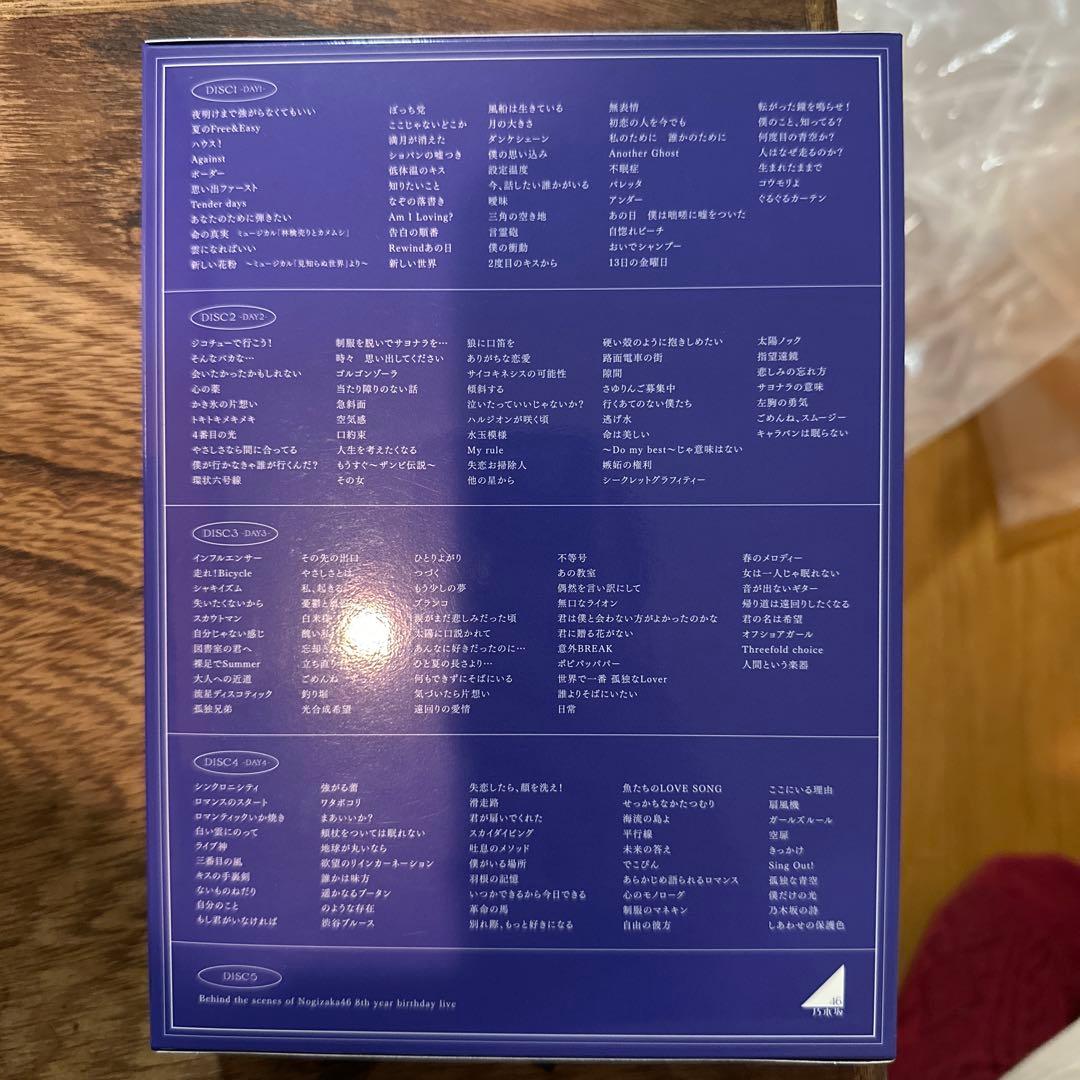 DISC1 -DAY1-
夜明けまで強がらなくてもいい
夏のFree&Easy
ハウス!
Against
ボーダー
思い出ファースト
Tender days
あなたのために弾きたい
命の真実　ミュージカル「林檎売りとカメムシ」
雲になればいい
新しい花粉　～ミュージカル「見知らぬ世界」より～
ぼっち党
ここじゃないどこか
満月が消えた
ショパンの嘘つき
低体温のキス
知りたいこと
なぞの落書き
Am I Loving?
告白の順番
Rewindあの日
新しい世界
風船は生きている
月の大きさ
ダンケシェーン
僕の思い込み
設定温度
今、話したい誰かがいる
曖昧
三角の空き地
言霊砲
僕の衝動
2度目のキスから
無表情
初恋の人を今でも
私のために　誰かのために
Another Ghost
不眠症
バレッタ
アンダー
あの日　僕は咄嗟に嘘をついた
自惚れビーチ
おいでシャンプー
13日の金曜日
転がった鐘を鳴らせ!
僕のこと、知ってる?
何度目の青空か?
人はなぜ走るのか?
生まれたままで
コウモリよ
ぐるぐるカーテン
DISC2 -DAY2-
ジコチューで行こう!
そんなバカな…
会いたかったかもしれない
心の薬
かき氷の片想い
トキトキメキメキ
4番目の光
やさしさなら間に合ってる
僕が行かなきゃ誰が行くんだ?
環状六号線
制服を脱いでサヨナラを…
時々　思い出してください
ゴルゴンゾーラ
当たり障りのない話
急斜面
空気感
口約束
人生を考えたくなる
もうすぐ～ザンビ伝説～
その女
狼に口笛を
ありがちな恋愛
サイコキネシスの可能性
傾斜する
泣いたっていいじゃないか?
ハルジオンが咲く頃
水玉模様
My rule
失恋お掃除人
他の星から
硬い殻のように抱きしめたい
路面電車の街
隙間
さゆりんご募集中
行くあてのない僕たち
逃げ水
命は美しい
～Do my best～じゃ意味はない
嫉妬の権利
シークレットグラフィティー
太陽ノック
指望遠鏡
悲しみの忘れ方
サヨナラの意味
左胸の勇気
ごめんね、スムージー
キャラバンは眠らない
DISC3 -DAY3-
インフルエンサー
走れ!Bicycle
シャキイズム
失いたくないから
スカウトマン
自分じゃない感じ
図書室の君へ
裸足でSummer
大人への近道
流星ディスコティック
孤独兄弟
その先の出口
やさしさとは
私、起きる
憂鬱と
白米
醜い私
忘却と
立ち直り
ごめんね ずっと
釣り堀
光合成希望
ひとりよがり
つづく
もう少しの夢
ブランコ
涙がまだ悲しみだった頃
太陽に口説かれて
あんなに好きだったのに…
ひと夏の長さより…
何もできずにそばにいる
気づいたら片想い
遠回りの愛情
不等号
あの教室
偶然を言い訳にして
無口なライオン
君は僕と会わない方がよかったのかな
君に贈る花がない
意外BREAK
ポピパッパパー
世界で一番 孤独なLover
誰よりそばにいたい
日常
春のメロディー
女は一人じゃ眠れない
音が出ないギター
帰り道は遠回りしたくなる
君の名は希望
オフショアガール
Threefold choice
人間という楽器
DISC4 -DAY4-
シンクロニシティ
ロマンスのスタート
ロマンティックいか焼き
白い雲にのって
ライブ神
三番目の風
キスの手裏剣
ないものねだり
自分のこと
もし君がいなければ
強がる蕾
ワタボコリ
まあいいか?
頬杖をついては眠れない
地球が丸いなら
欲望のリインカーネーション
誰かは味方
遥かなるブータン
のような存在
渋谷ブルース
失恋したら、顔を洗え!
滑走路
君が扇いでくれた
スカイダイビング
吐息のメソッド
僕がいる場所
羽根の記憶
いつかできるから今日できる
革命の馬
別れ際、もっと好きになる
魚たちのLOVE SONG
せっかちなかたつむり
海流の島よ
平行線
未来の答え
でこぴん
あらかじめ語られるロマンス
心のモノローグ
制服のマネキン
自由の彼方
ここにいる理由
扇風機
ガールズルール
空扉
きっかけ
Sing Out!
孤独な青空
僕だけの光
乃木坂の詩
しあわせの保護色
DISC5
Behind the scenes of Nogizaka46 8th year birthday live
46
乃木坂